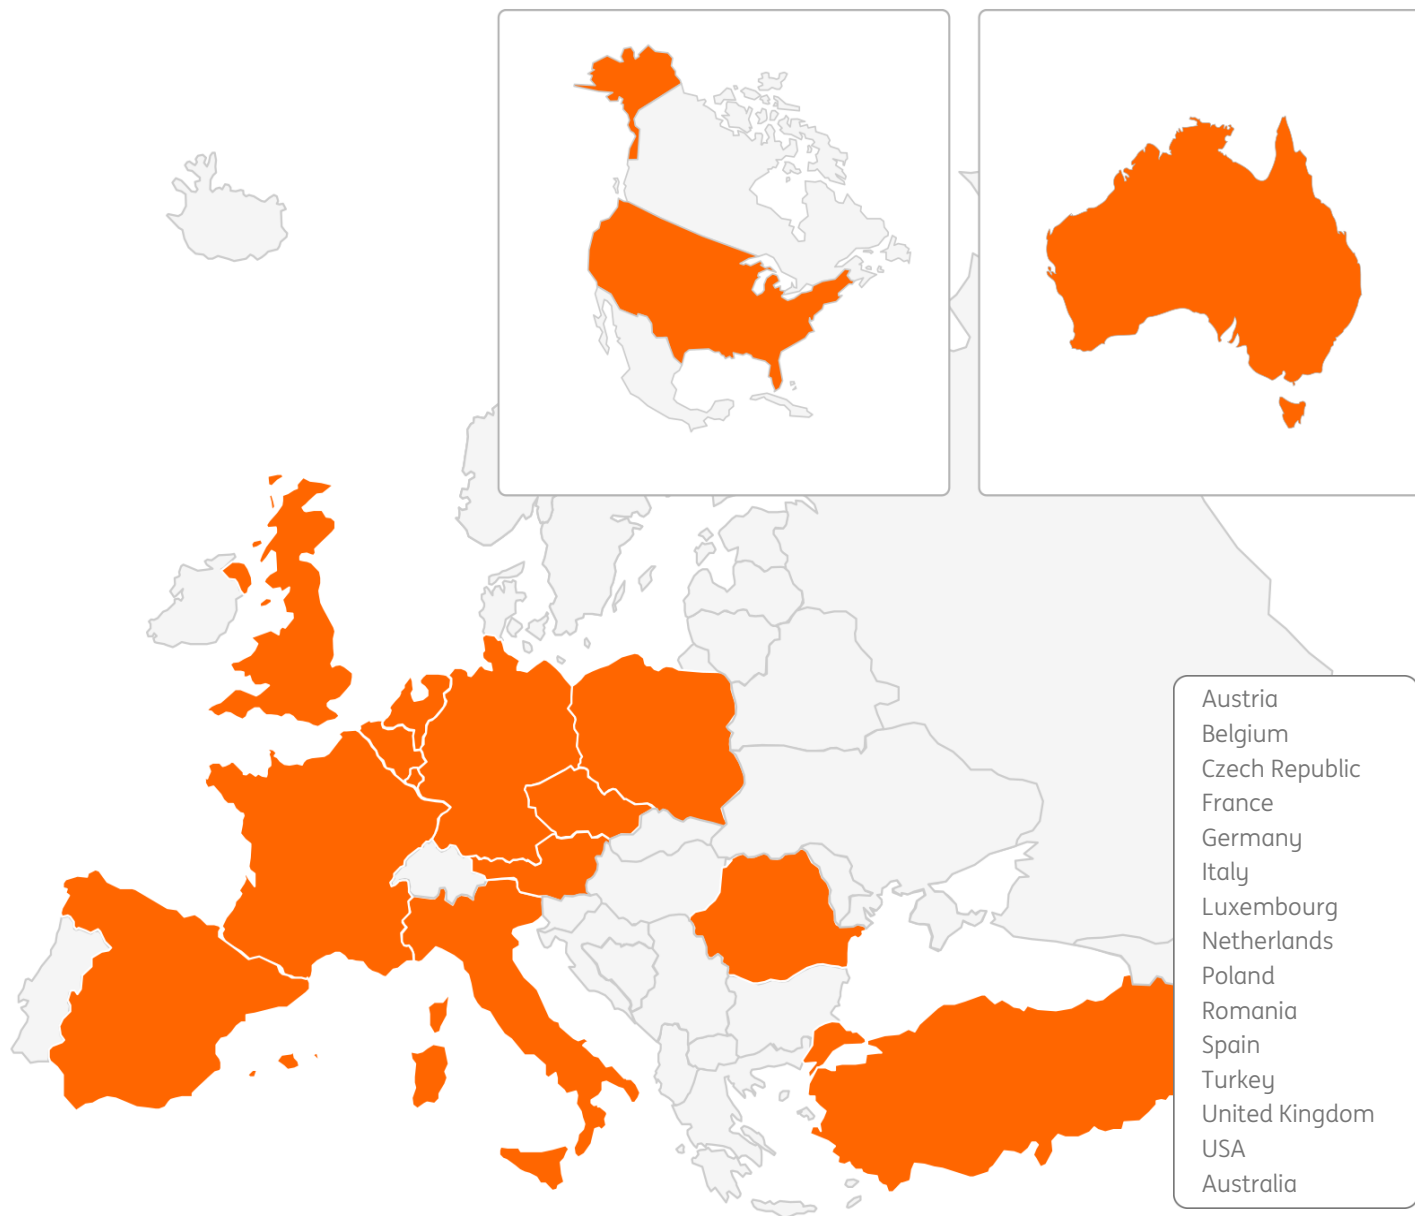 Austria
Belgium
Czech Republic
France
Germany
Italy
Luxembourg
Netherlands
Poland
Romania
Spain
Turkey
United Kingdom
USA
Australia